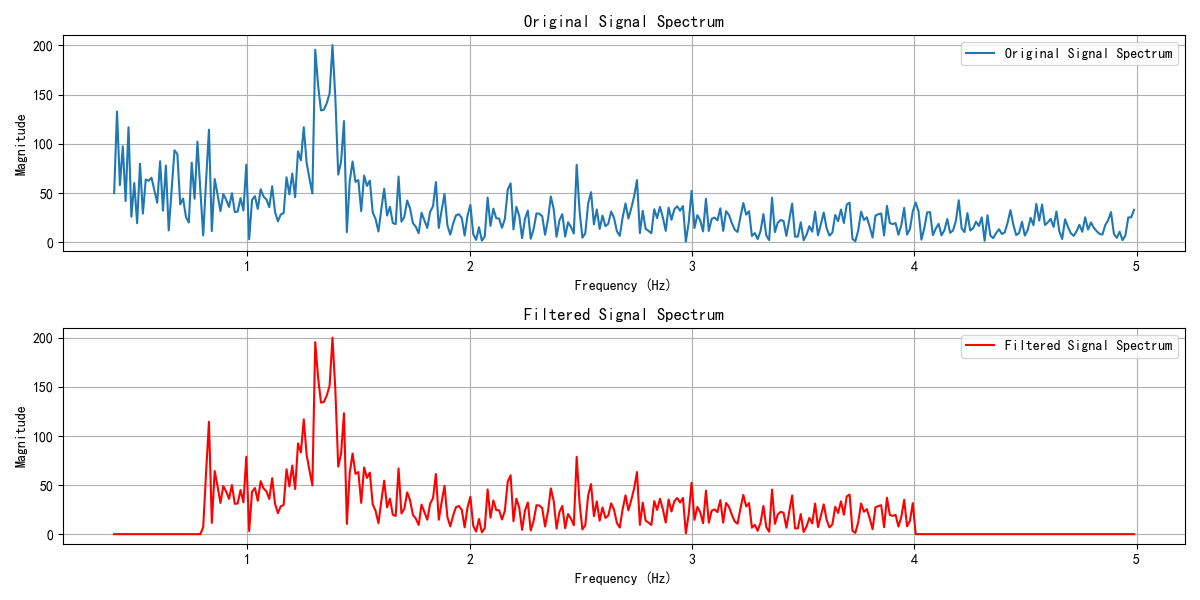 Original Signal Spectrum
200
150
100
50
0
Magnitude
Original Signal Spectrum
1
2
3
4
5
Frequency (Hz)
Filtered Signal Spectrum
200
150
100
50
0
Magnitude
Filtered Signal Spectrum
1
2
3
4
5
Frequency (Hz)